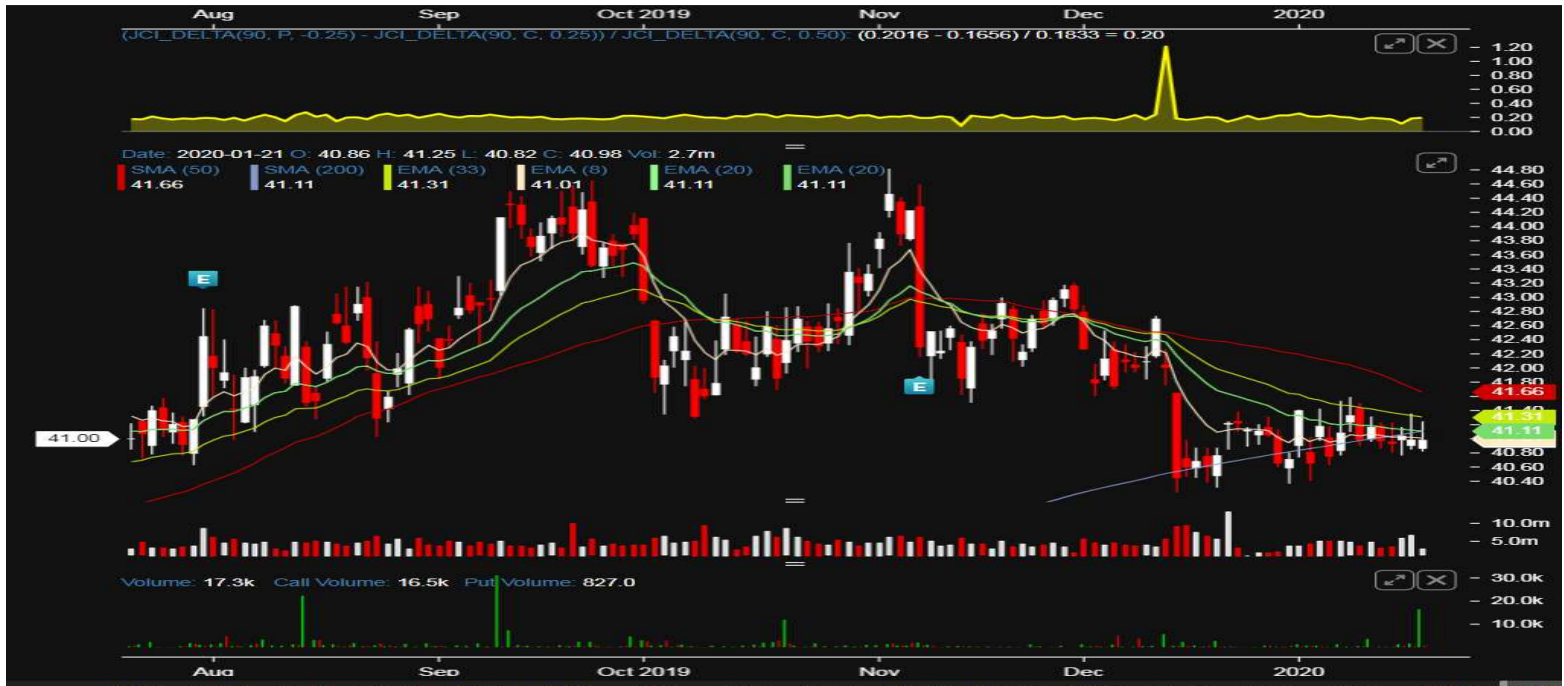 Aug Sep Oct 2019 Nov Dec 2020
(JCI_DELTA(90, P, -0.25) - JCI_DELTA(90, C, 0.25)) / JCI_DELTA(90, C, 0.50): (0.2016 - 0.1656) / 0.1833 = 0.20
1.20
1.00
0.80
0.60
0.40
0.20
0.00
Date: 2020-01-21 O: 40.86 H: 41.25 L: 40.82 C: 40.98 Vol: 2.7m
SMA (50) SMA (200) EMA (33) EMA (8) EMA (20) EMA (20)
41.66 41.11 41.31 41.01 41.11 41.11
E
E
41.00
44.80
44.60
44.40
44.20
44.00
43.80
43.60
43.40
43.20
43.00
42.80
42.60
42.40
42.20
42.00
41.80
41.66
41.40
41.31
41.11
40.80
40.60
40.40
10.0m
5.0m
Volume: 17.3k Call Volume: 16.5k Put Volume: 827.0
30.0k
20.0k
10.0k
Aug Sep Oct 2019 Nov Dec 2020